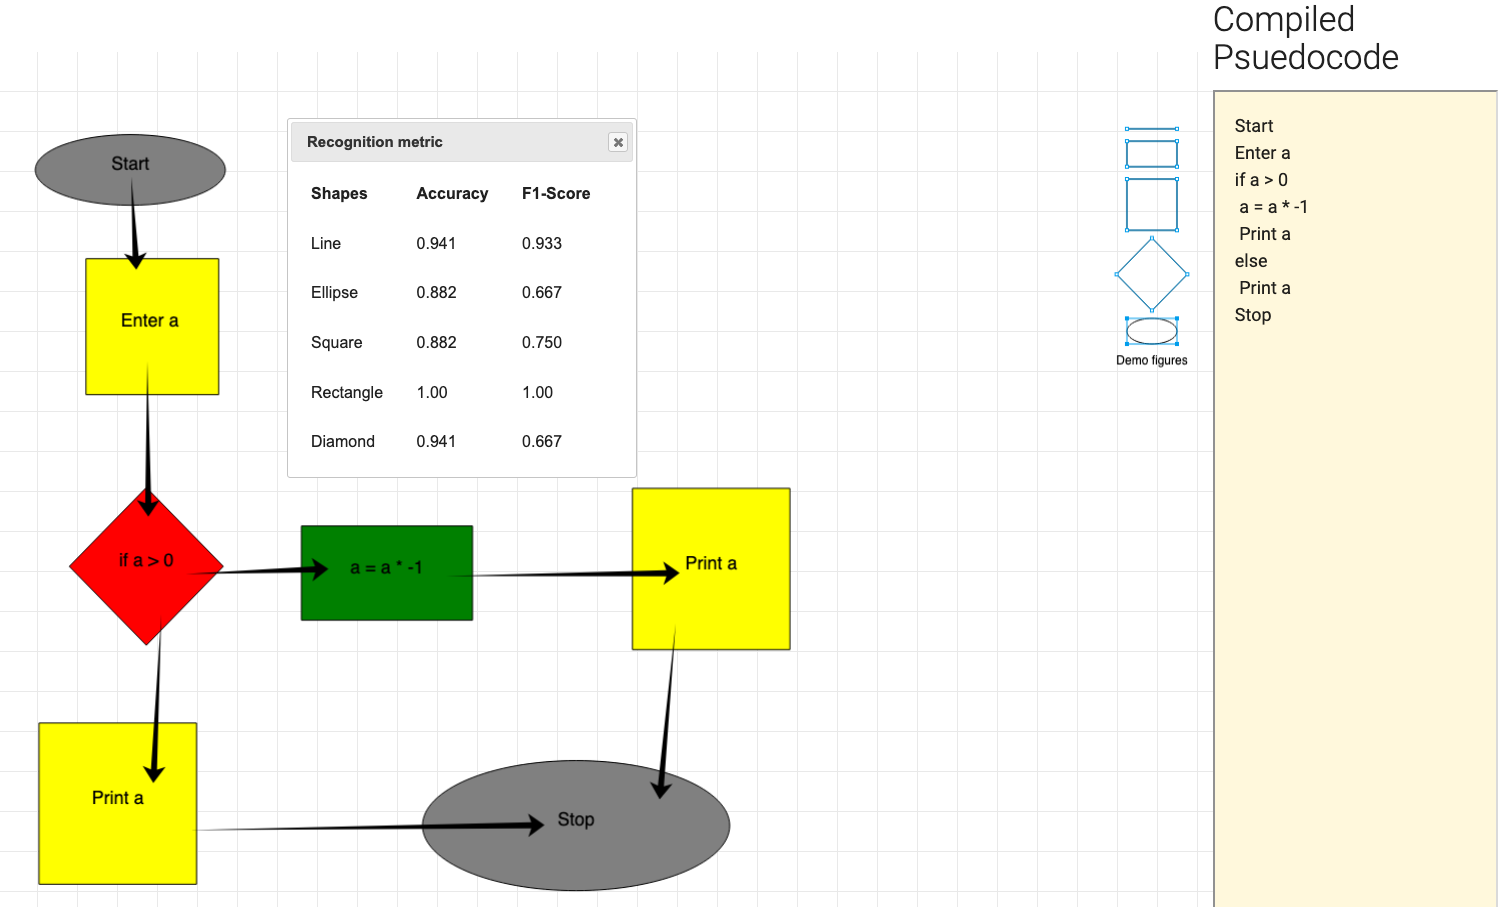 Compiled
Psuedocode
Start
Enter a
if a > 0
a = a * -1
Print a
else
Print a
Stop
Recognition metric
Shapes Accuracy F1-Score
Line 0.941 0.933
Ellipse 0.882 0.667
Square 0.882 0.750
Rectangle 1.00 1.00
Diamond 0.941 0.667
Demo figures
Start
Enter a
if a > 0
a = a * -1
Print a
Print a
Stop